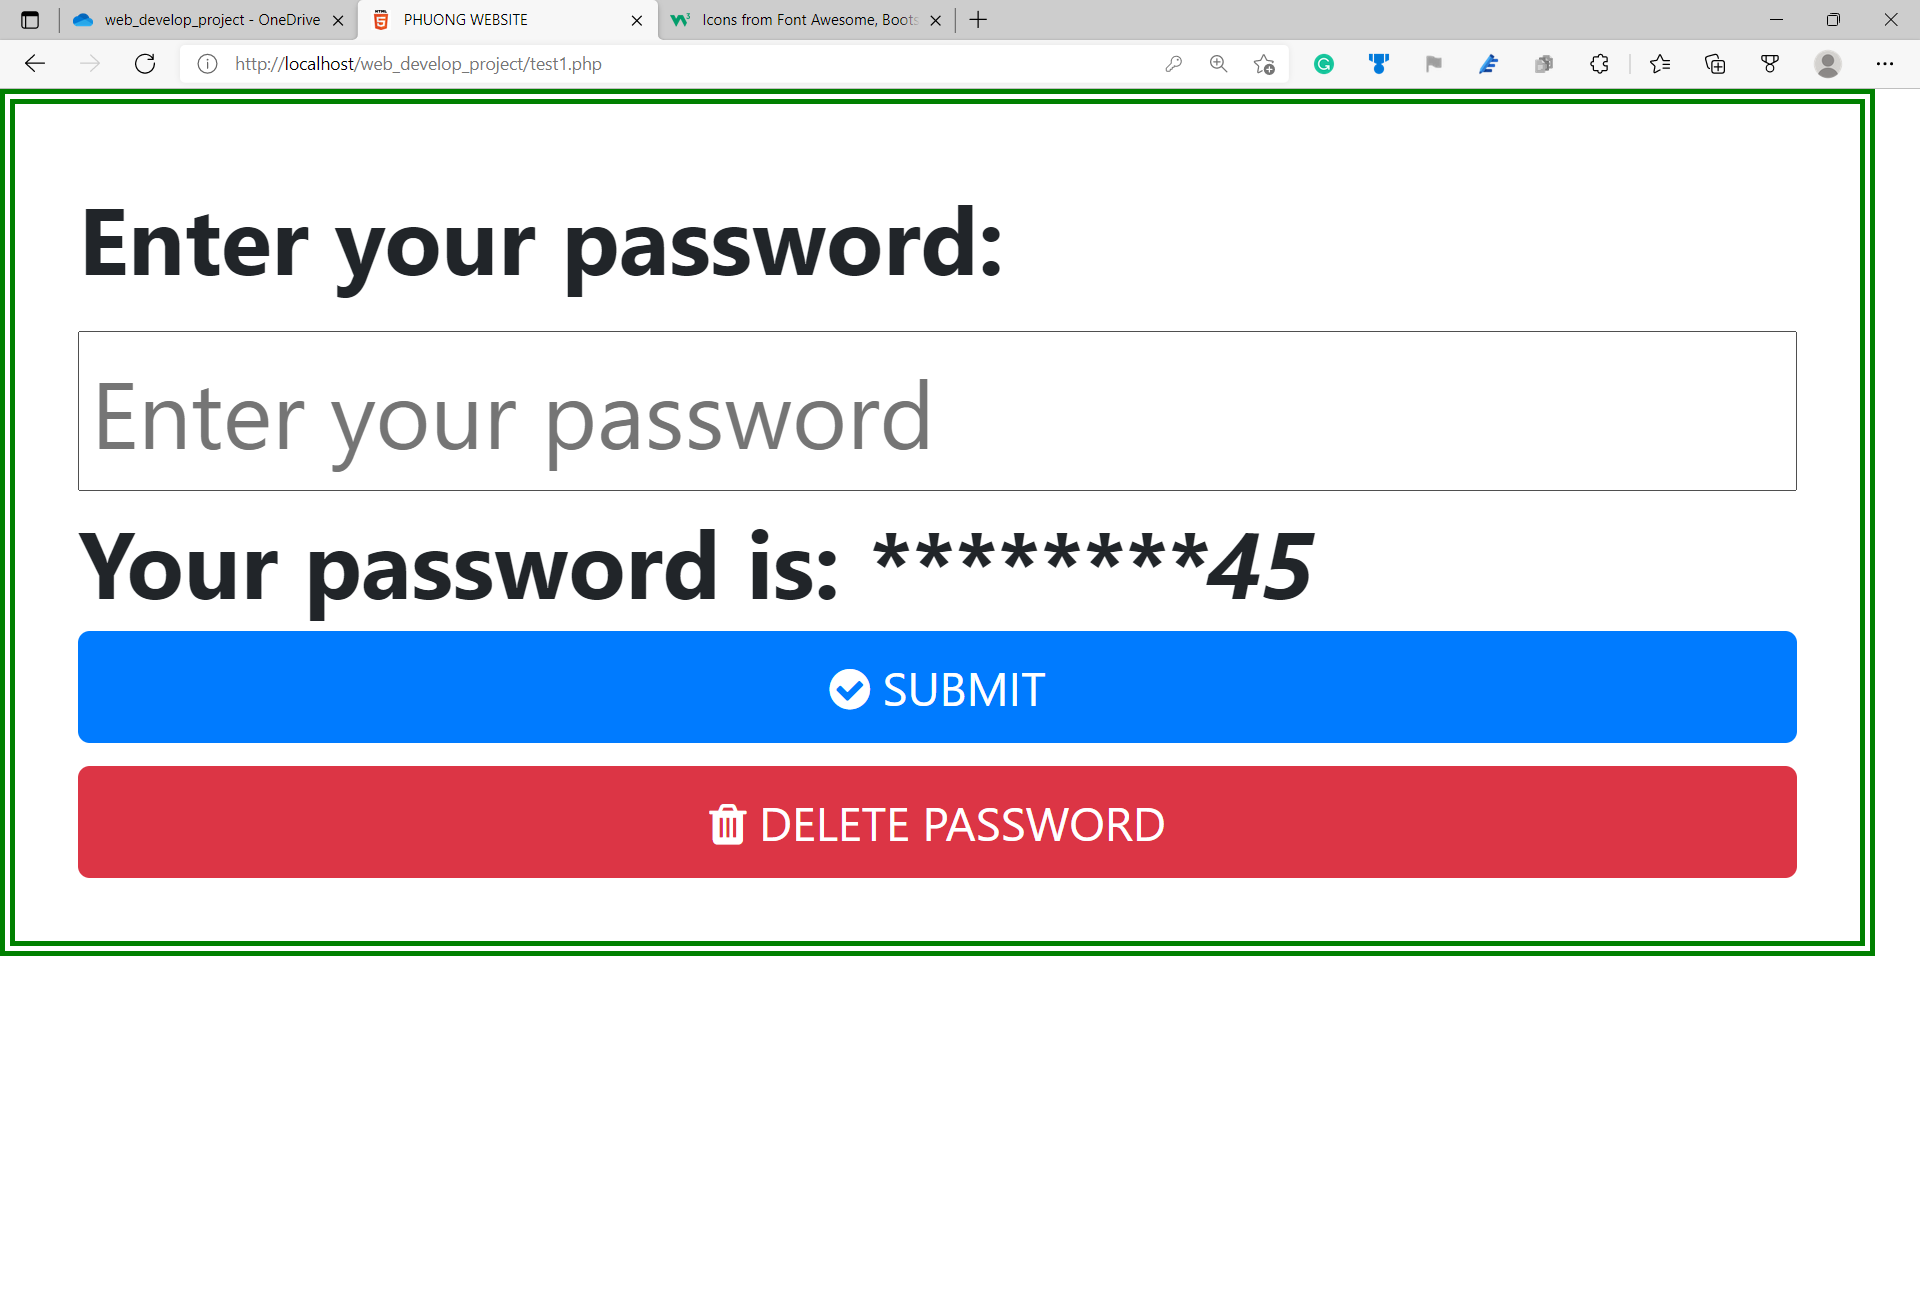 web_develop_project - OneDrive
PHUONG WEBSITE
Icons from Font Awesome, Boots
http://localhost/web_develop_project/test1.php
Enter your password:
Enter your password
Your password is: ********45
SUBMIT
DELETE PASSWORD